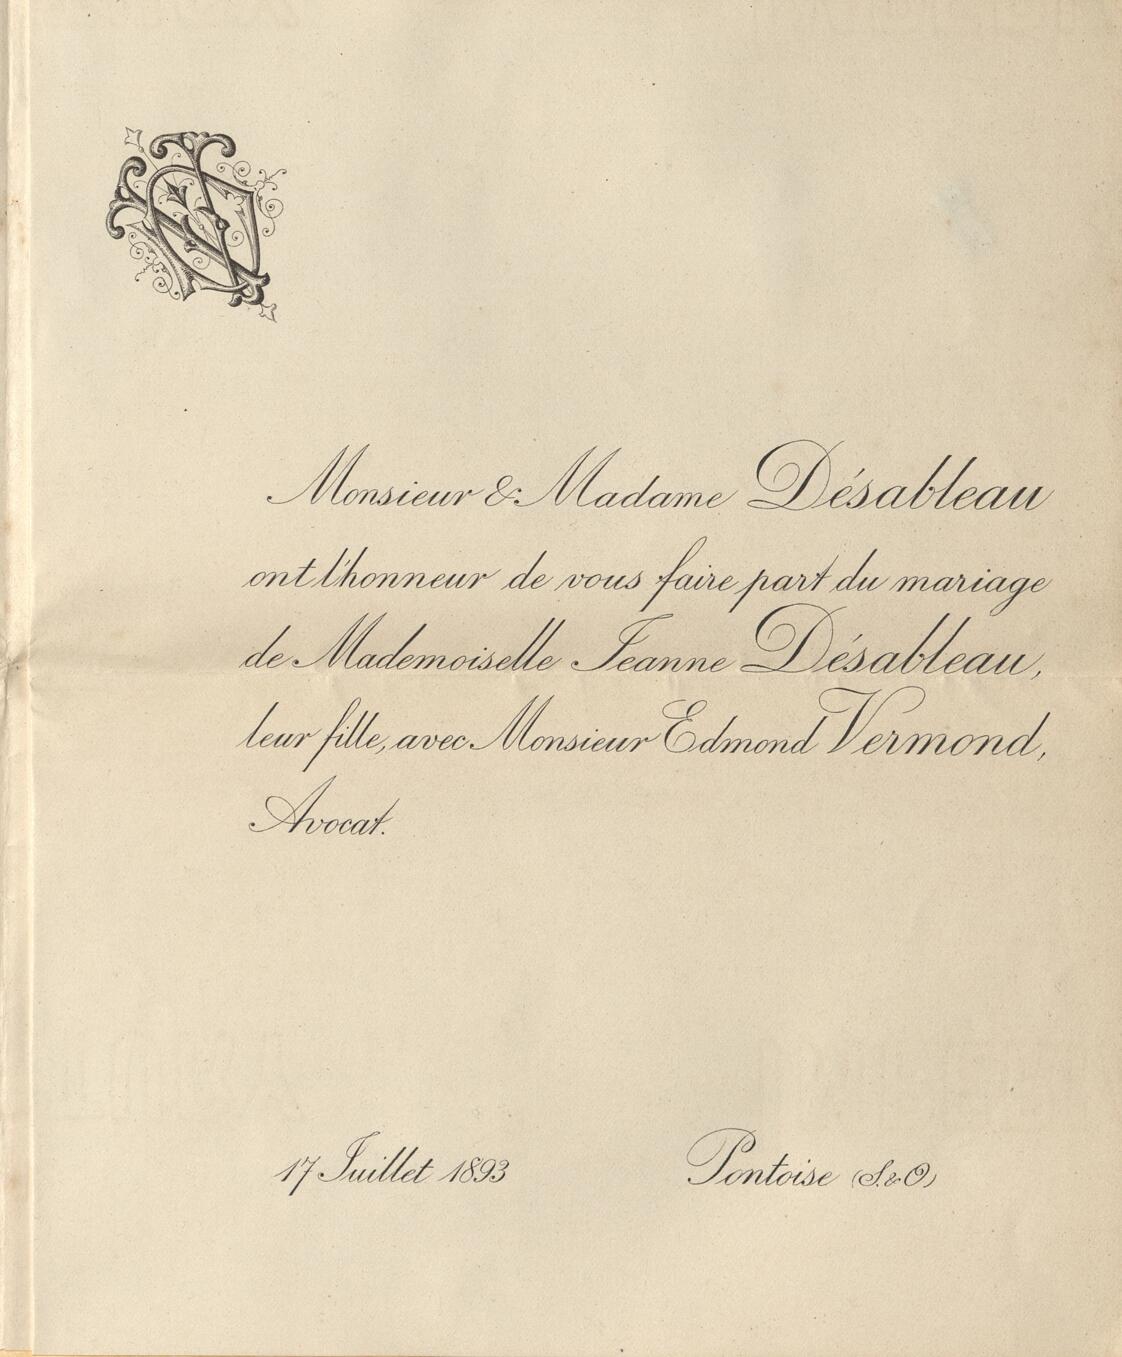 Monsieur & Madame Désableau
ont l'honneur de vous faire part du mariage
de Mademoiselle Jeanne Désableau,
leur fille, avec Monsieur Edmond Vermond,
Avocat.
17 Juillet 1893
Pontoise (S.&O)